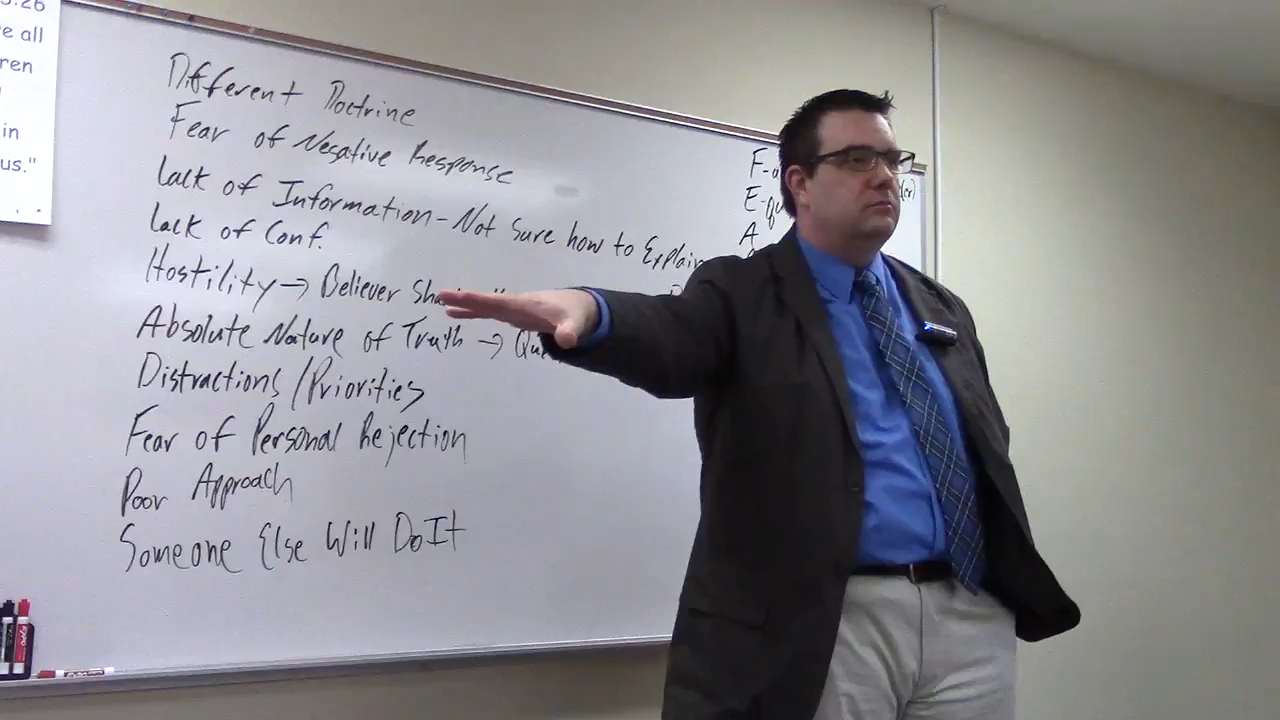 3:26
all
ren
in
us."
Different Doctrine
Fear of Negative Response
Lack of Information - Not Sure how to Explain
Lack of Conf.
Hostility → Believer
Absolute Nature of Truth →
Distractions/Priorities
Fear of Personal Rejection
Poor Approach
Someone Else Will Do It
F-
E-
A
EXPO